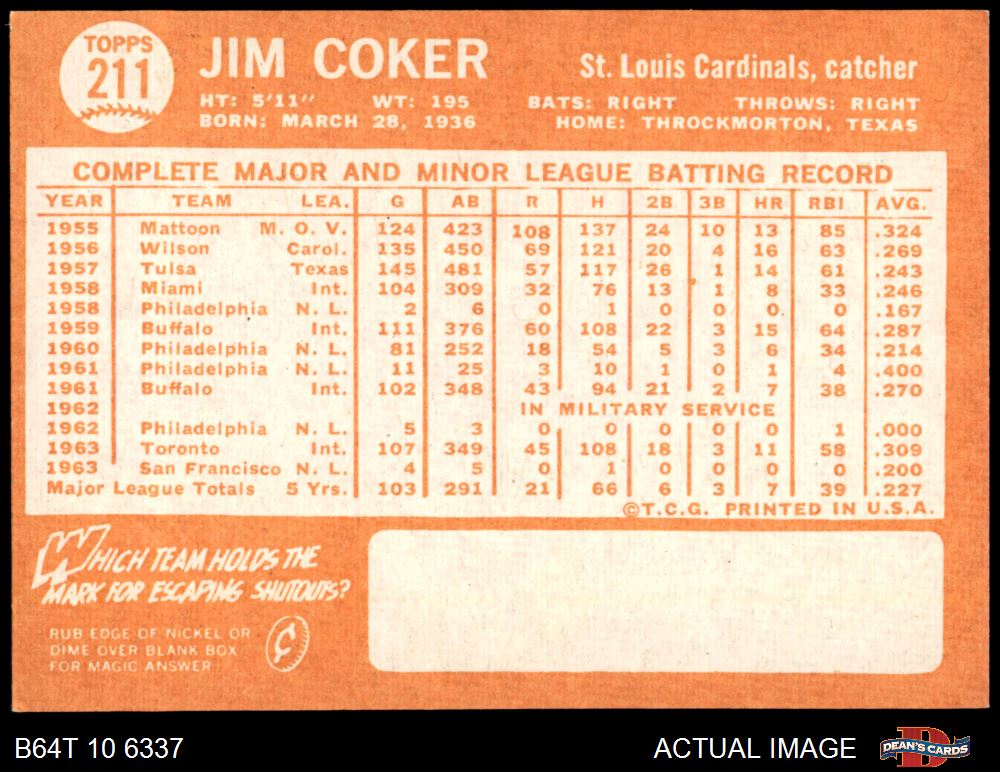 TOPPS
211
JIM COKER
St. Louis Cardinals, catcher
HT: 5'11" WT: 195 BATS: RIGHT THROWS: RIGHT
BORN: MARCH 28, 1936 HOME: THROCKMORTON, TEXAS
COMPLETE MAJOR AND MINOR LEAGUE BATTING RECORD
YEAR TEAM LEA. G AB R H 2B 3B HR RBI AVG.
1955 Mattoon M. O. V. 124 423 108 137 24 10 13 85 .324
1956 Wilson Carol. 135 450 69 121 20 4 16 63 .269
1957 Tulsa Texas 145 481 57 117 26 1 14 61 .243
1958 Miami Int. 104 309 32 76 13 1 8 33 .246
1958 Philadelphia N. L. 2 6 0 1 0 0 0 0 .167
1959 Buffalo Int. 111 376 60 108 22 3 15 64 .287
1960 Philadelphia N. L. 81 252 18 54 5 3 6 34 .214
1961 Philadelphia N. L. 11 25 3 10 1 0 1 4 .400
1961 Buffalo Int. 102 348 43 94 21 2 7 38 .270
1962 IN MILITARY SERVICE
1962 Philadelphia N. L. 5 3 0 0 0 0 0 1 .000
1963 Toronto Int. 107 349 45 108 18 3 11 58 .309
1963 San Francisco N. L. 4 5 0 1 0 0 0 0 .200
Major League Totals 5 Yrs. 103 291 21 66 6 3 7 39 .227
©T.C.G. PRINTED IN U.S.A.
WHICH TEAM HOLDS THE
MARK FOR ESCAPING SHUTOUTS?
RUB EDGE OF NICKEL OR
DIME OVER BLANK BOX
FOR MAGIC ANSWER
¢
B64T 10 6337
ACTUAL IMAGE
D
DEAN'S CARDS